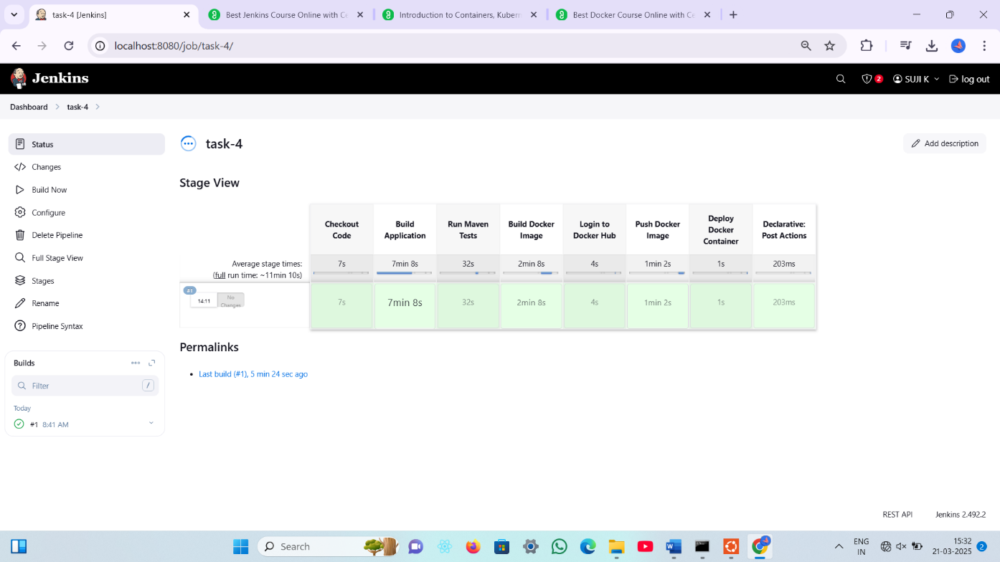 task-4 [Jenkins]
Best Jenkins Course Online with Ce
Introduction to Containers, Kubern
Best Docker Course Online with Ce
localhost:8080/job/task-4/
Jenkins
2
SUJI K
log out
Dashboard
task-4
Status
Changes
Build Now
Configure
Delete Pipeline
Full Stage View
Stages
Rename
Pipeline Syntax
Builds
Filter
/
Today
#1 8:41 AM
task-4
Add description
Stage View
Checkout Code
Build Application
Run Maven Tests
Build Docker Image
Login to Docker Hub
Push Docker Image
Deploy Docker Container
Declarative: Post Actions
Average stage times:
(full run time: ~11min 10s)
7s
7min 8s
32s
2min 8s
4s
1min 2s
1s
203ms
#1
14:11
No Changes
7s
7min 8s
32s
2min 8s
4s
1min 2s
1s
203ms
Permalinks
Last build (#1), 5 min 24 sec ago
REST API
Jenkins 2.492.2
Search
ENG
IN
15:32
21-03-2025
2